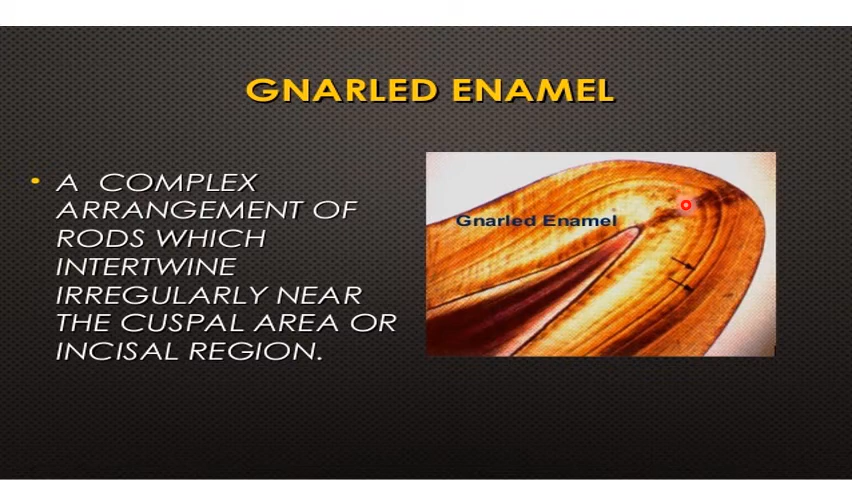 GNARLED ENAMEL
• A COMPLEX
ARRANGEMENT OF
RODS WHICH
INTERTWINE
IRREGULARLY NEAR
THE CUSPAL AREA OR
INCISAL REGION.
Gnarled Enamel